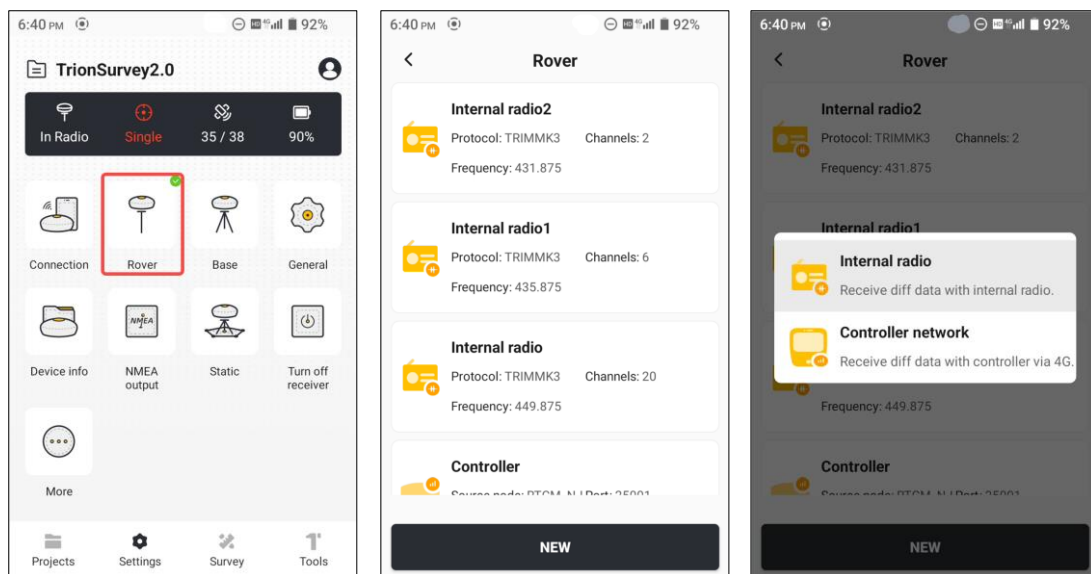 6:40 PM 92%
TrionSurvey2.0
In Radio Single 35 / 38 90%
Connection Rover Base General
NMEA
Device info NMEA output Static Turn off receiver
More
Projects Settings Survey Tools
6:40 PM 92%
Rover
Internal radio2
Protocol: TRIMMK3 Channels: 2
Frequency: 431.875
Internal radio1
Protocol: TRIMMK3 Channels: 6
Frequency: 435.875
Internal radio
Protocol: TRIMMK3 Channels: 20
Frequency: 449.875
Controller
NEW
6:40 PM 92%
Rover
Internal radio2
Protocol: TRIMMK3 Channels: 2
Frequency: 431.875
Internal radio1
Internal radio
Receive diff data with internal radio.
Controller network
Receive diff data with controller via 4G.
Frequency: 449.875
Controller
NEW